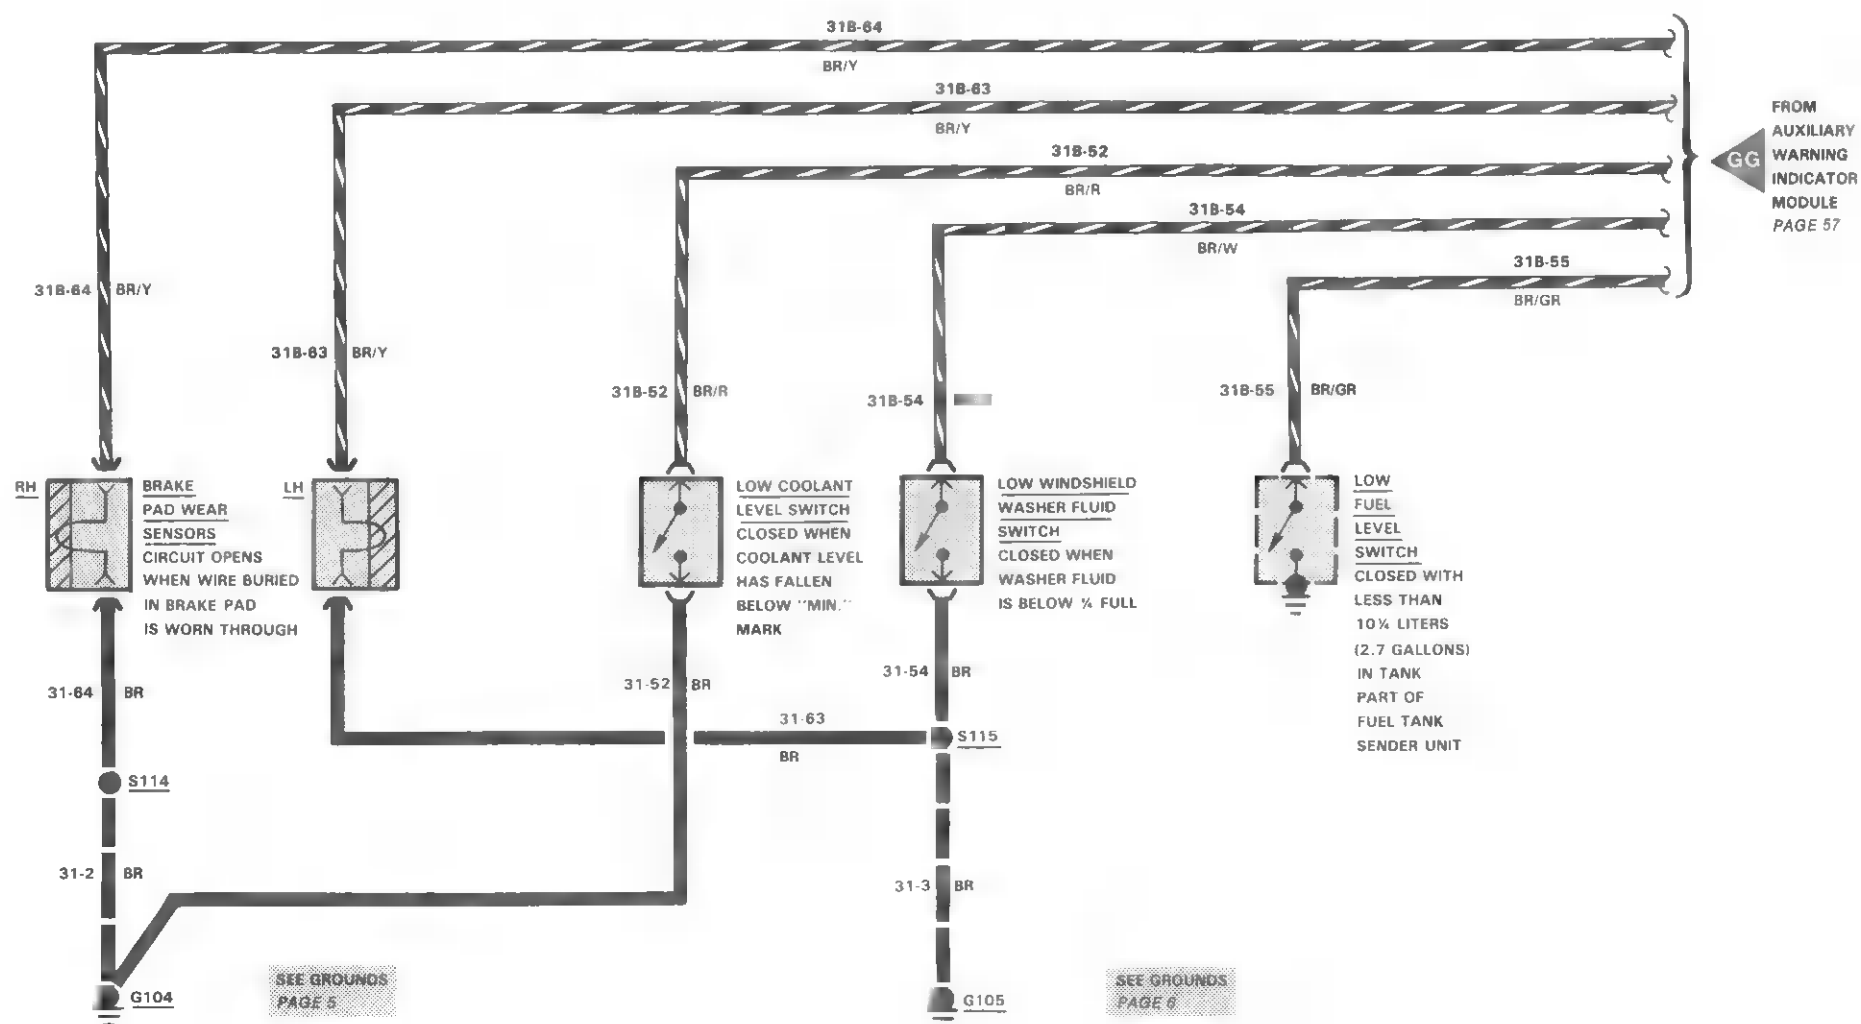 31B-64
BR/Y
31B-63
BR/Y
31B-52
BR/R
31B-54
BR/W
31B-55
BR/GR
FROM
AUXILIARY
WARNING
INDICATOR
MODULE
PAGE 57
GG
31B-64 BR/Y
31B-63 BR/Y
31B-52 BR/R
31B-54
31B-55 BR/GR
RH
BRAKE
PAD WEAR
SENSORS
CIRCUIT OPENS
WHEN WIRE BURIED
IN BRAKE PAD
IS WORN THROUGH
LH
LOW COOLANT
LEVEL SWITCH
CLOSED WHEN
COOLANT LEVEL
HAS FALLEN
BELOW "MIN."
MARK
LOW WINDSHIELD
WASHER FLUID
SWITCH
CLOSED WHEN
WASHER FLUID
IS BELOW ¼ FULL
LOW
FUEL
LEVEL
SWITCH
CLOSED WITH
LESS THAN
10¼ LITERS
(2.7 GALLONS)
IN TANK
PART OF
FUEL TANK
SENDER UNIT
31-64 BR
31-52 BR
31-54 BR
31-63
BR
S115
S114
31-2 BR
31-3 BR
G104
SEE GROUNDS
PAGE 5
G105
SEE GROUNDS
PAGE 6